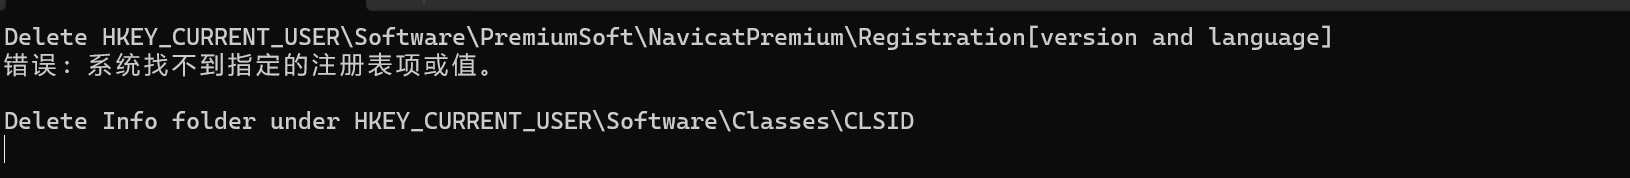 Delete HKEY_CURRENT_USER\Software\PremiumSoft\NavicatPremium\Registration[version and language]
错误: 系统找不到指定的注册表项或值。
Delete Info folder under HKEY_CURRENT_USER\Software\Classes\CLSID